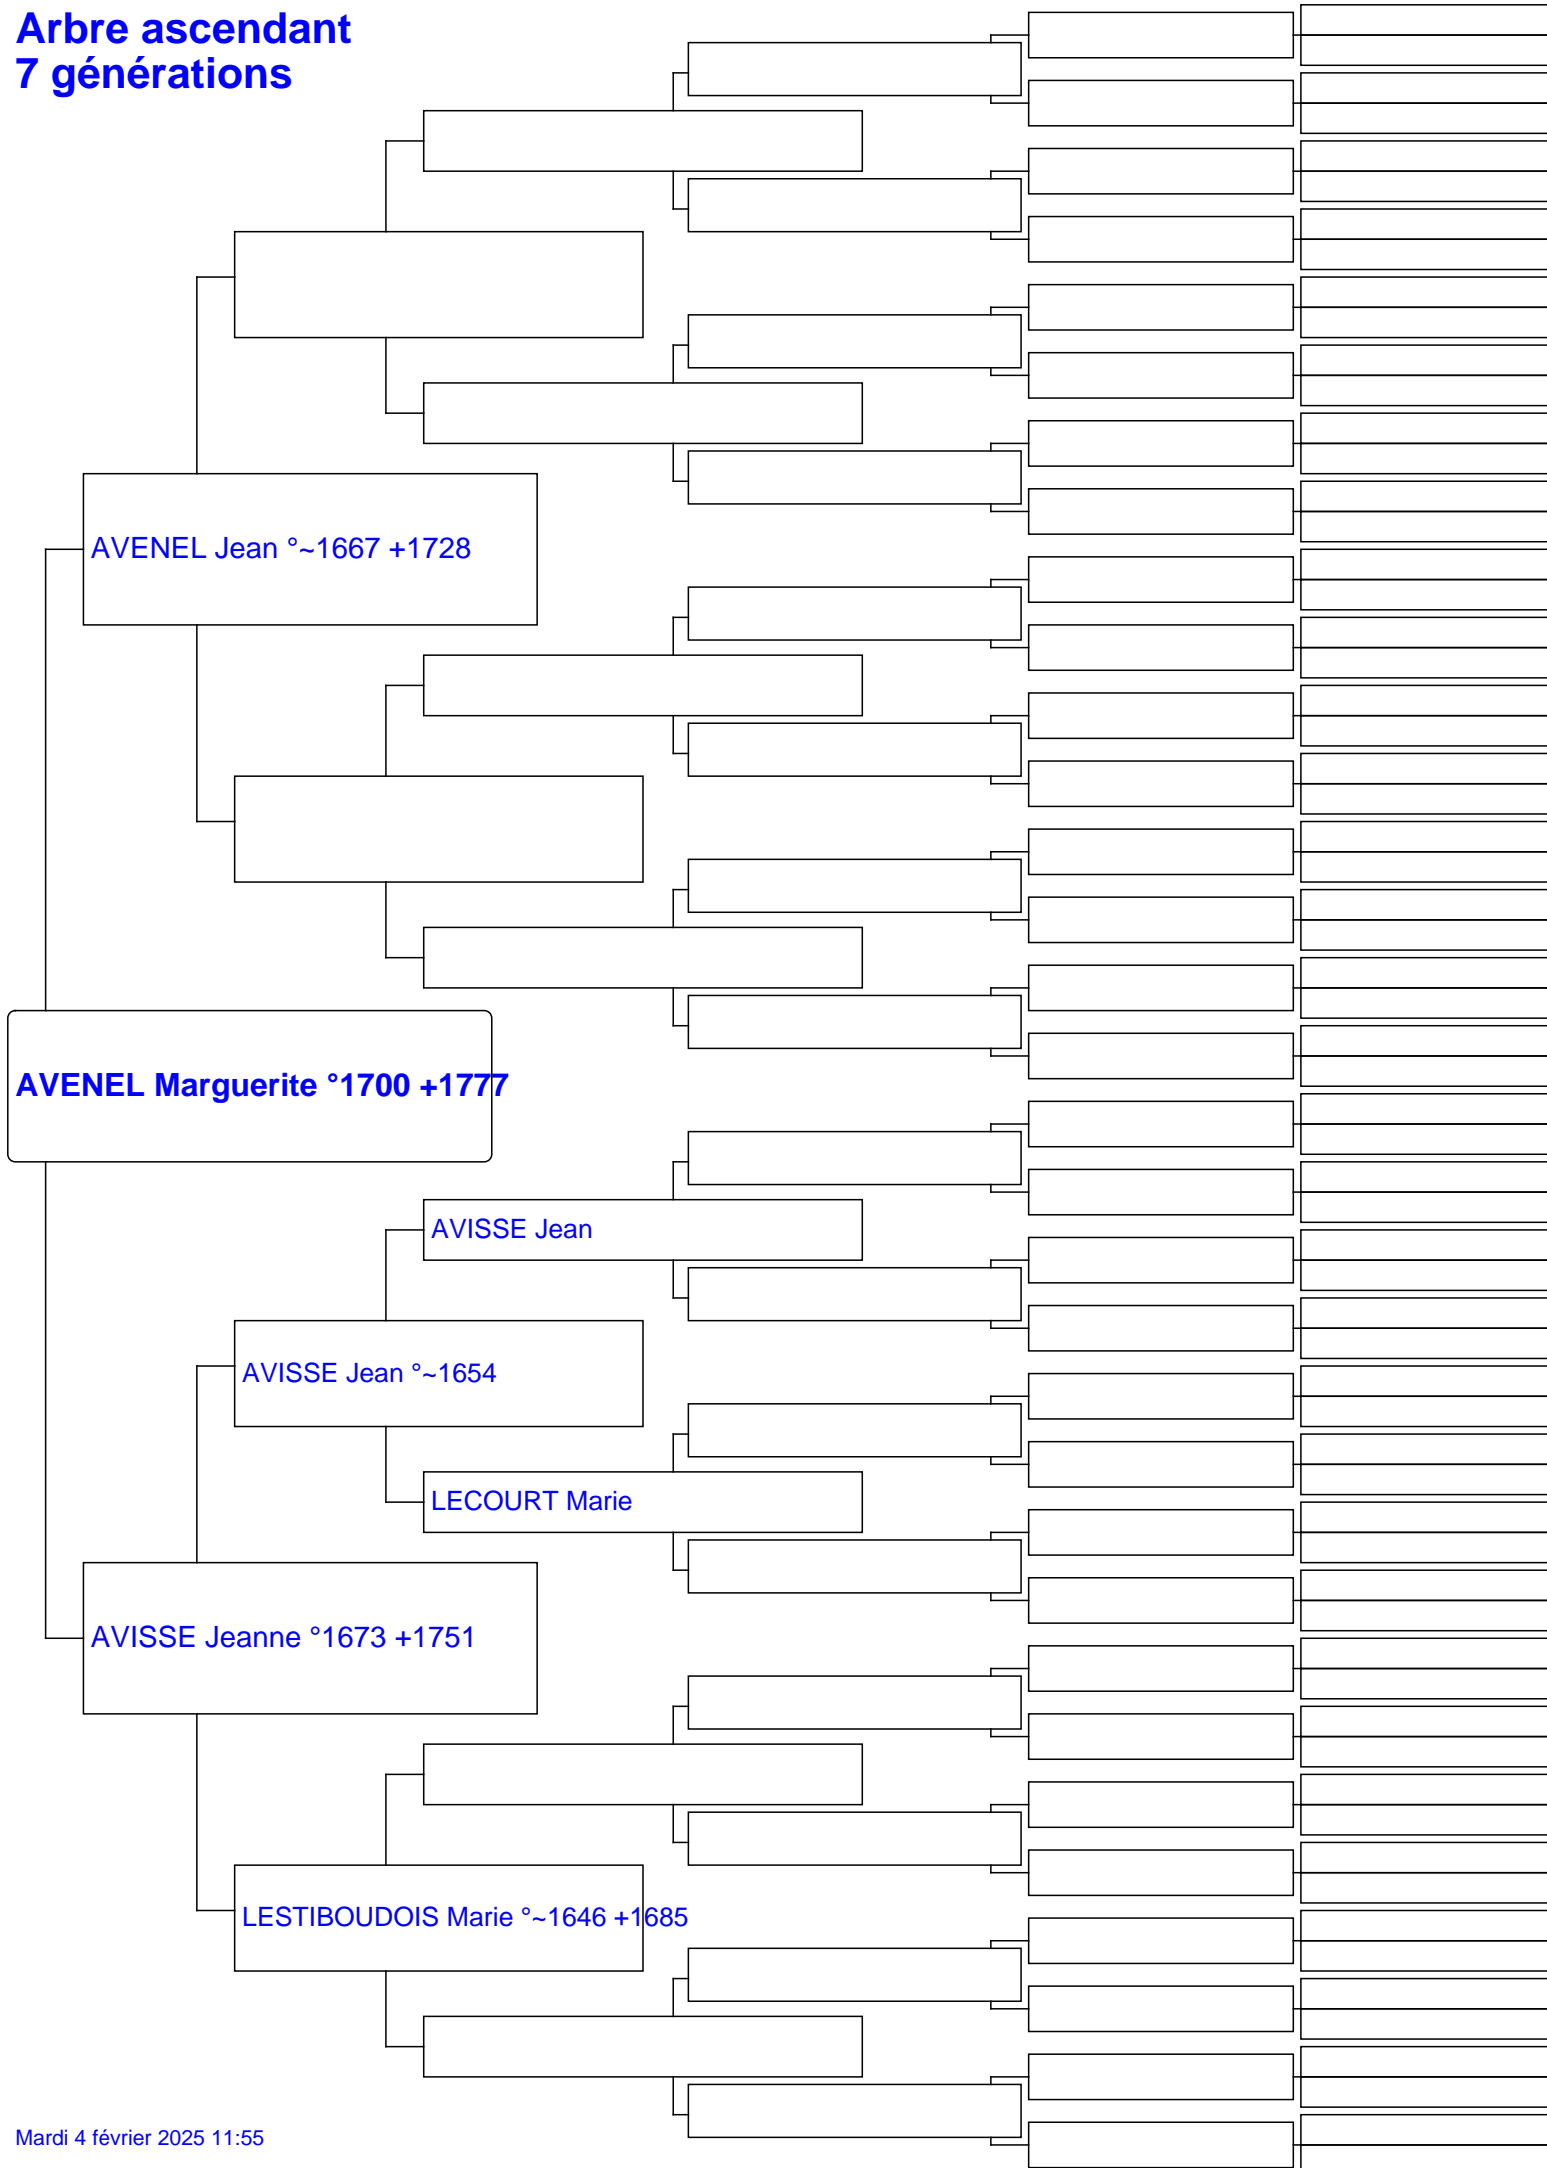 Arbre ascendant
7 générations
AVENEL Jean °~1667 +1728
AVENEL Marguerite °1700 +1777
AVISSE Jean
AVISSE Jean °~1654
LECOURT Marie
AVISSE Jeanne °1673 +1751
LESTIBOUDOIS Marie °~1646 +1685
Mardi 4 février 2025 11:55